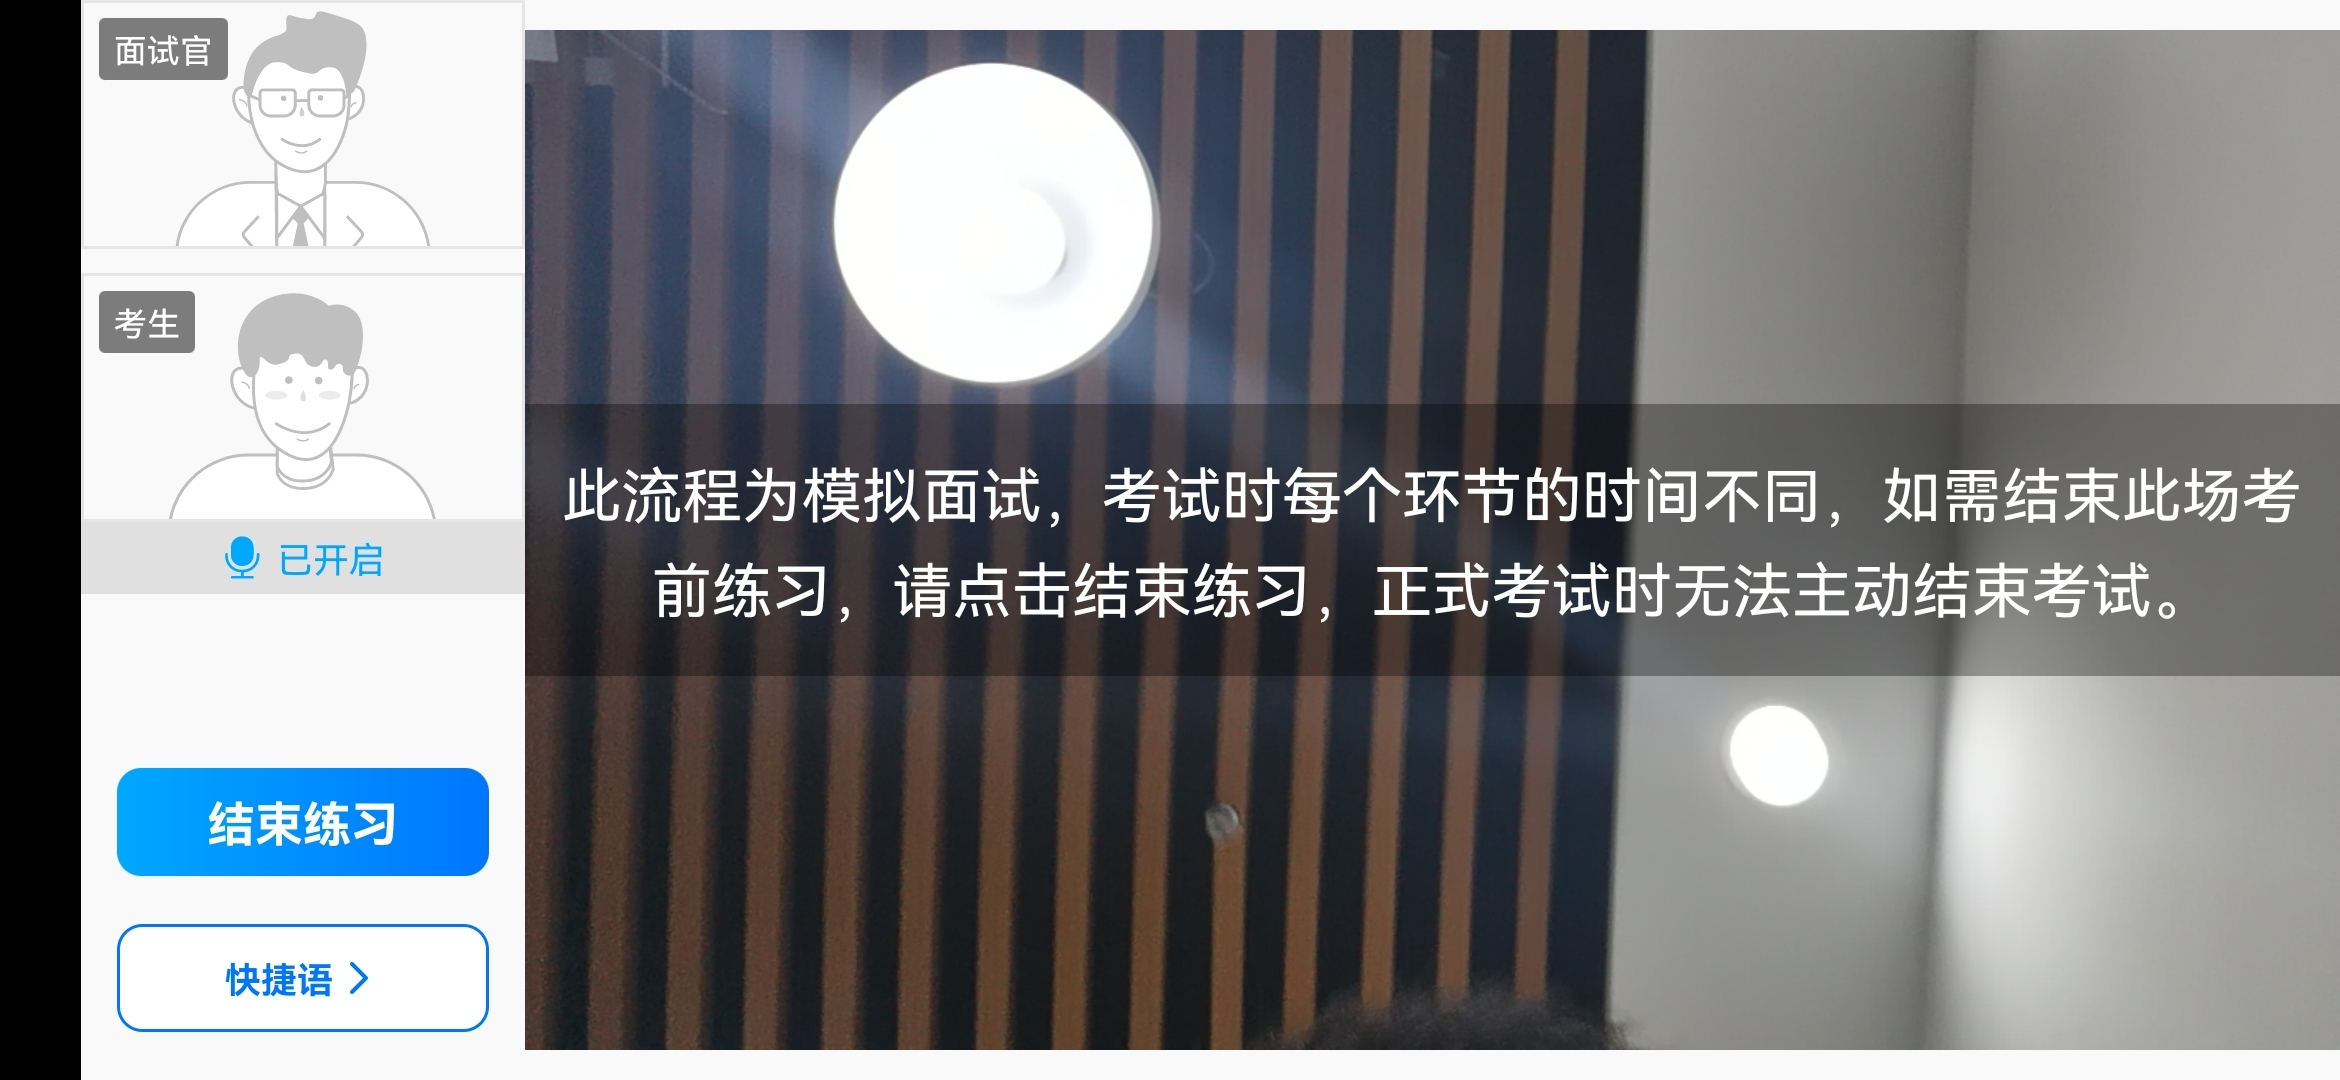 面试官
考生
已开启
结束练习
快捷语
此流程为模拟面试，考试时每个环节的时间不同，如需结束此场考
前练习，请点击结束练习，正式考试时无法主动结束考试。